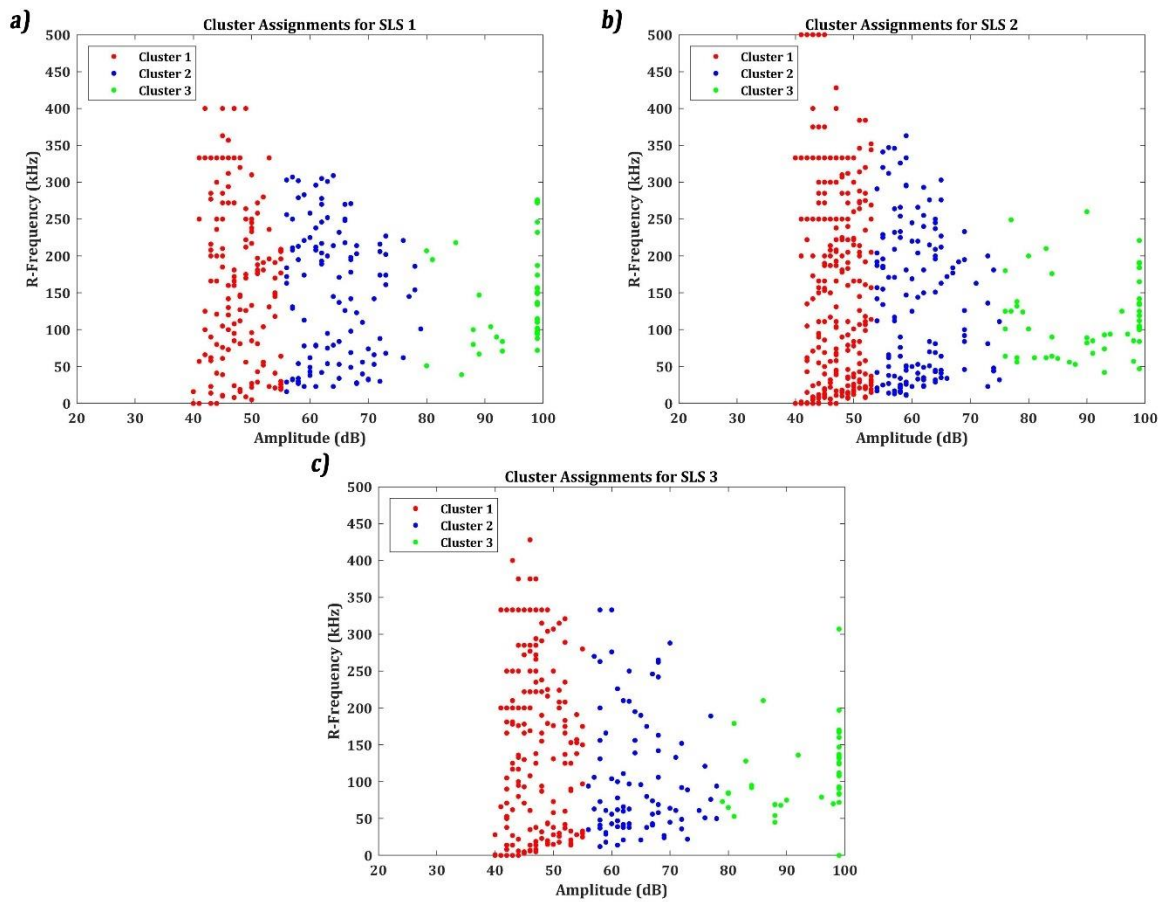 a)
Cluster Assignments for SLS 1
500
450
400
350
300
250
200
150
100
50
0
R-Frequency (kHz)
Cluster 1
Cluster 2
Cluster 3
20 30 40 50 60 70 80 90 100
Amplitude (dB)
b)
Cluster Assignments for SLS 2
500
450
400
350
300
250
200
150
100
50
0
R-Frequency (kHz)
Cluster 1
Cluster 2
Cluster 3
20 30 40 50 60 70 80 90 100
Amplitude (dB)
c)
Cluster Assignments for SLS 3
500
450
400
350
300
250
200
150
100
50
0
R-Frequency (kHz)
Cluster 1
Cluster 2
Cluster 3
20 30 40 50 60 70 80 90 100
Amplitude (dB)